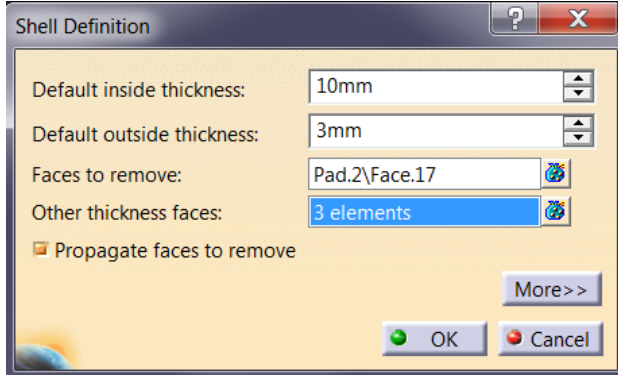 Shell Definition
?
X
Default inside thickness: 10mm
Default outside thickness: 3mm
Faces to remove: Pad.2\Face.17
Other thickness faces: 3 elements
Propagate faces to remove
More>>
OK Cancel